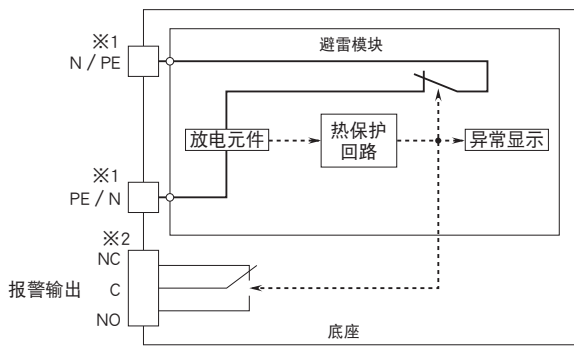 ※1
N / PE
避雷模块
放电元件
热保护
回路
异常显示
※1
PE / N
※2
NC
报警输出
C
NO
底座